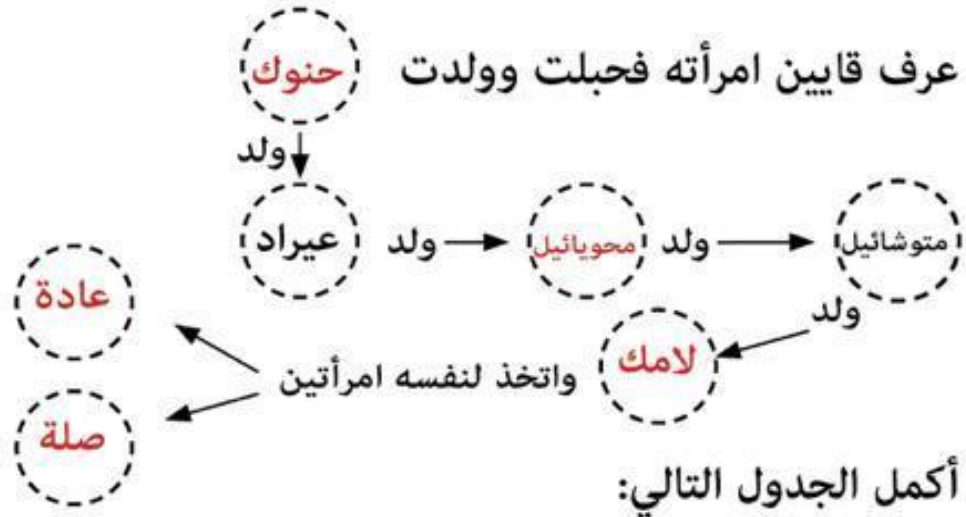 عرف قايين امرأته فحبلت وولدت حنوك
ولد
عيراد ولد محويائيل ولد متوشائيل
ولد
لامك واتخذ لنفسه امرأتين
عادة
صلة
أكمل الجدول التالي: